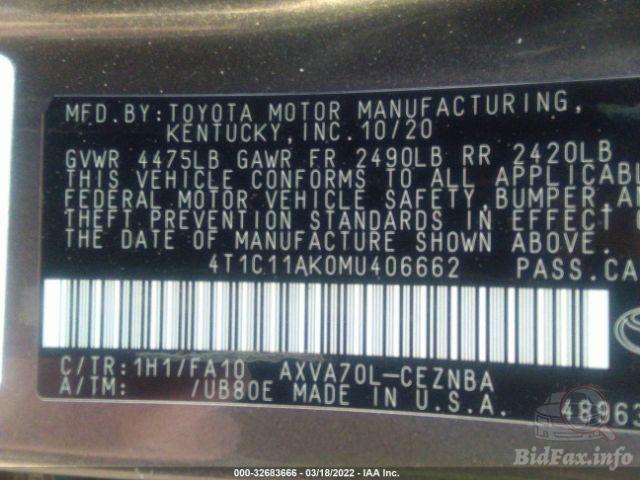 MFD.BY:TOYOTA MOTOR MANUFACTURING,
KENTUCKY,INC.10/20
GVWR 4475LB GAWR FR 2490LB RR 2420LB
THIS VEHICLE CONFORMS TO ALL APPLICABL
FEDERAL MOTOR VEHICLE SAFETY,BUMPER,
THEFT PREVENTION STANDARDS IN EFFECT
THE DATE OF MANUFACTURE SHOWN ABOVE.
4T1C11AK0MU406662 PASS.CA
C/TR:1H1/FA10 AXVA70L-CEZNBA
A/TM: /UB80E MADE IN U.S.A. 48963
BidFax.info
000-32683666 - 03/18/2022 - IAA Inc.